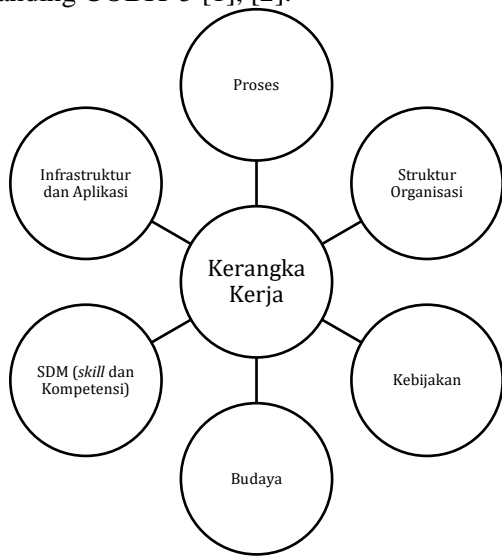 Proses
Struktur
Organisasi
Kebijakan
Budaya
SDM (skill dan
Kompetensi)
Infrastruktur
dan Aplikasi
Kerangka
Kerja